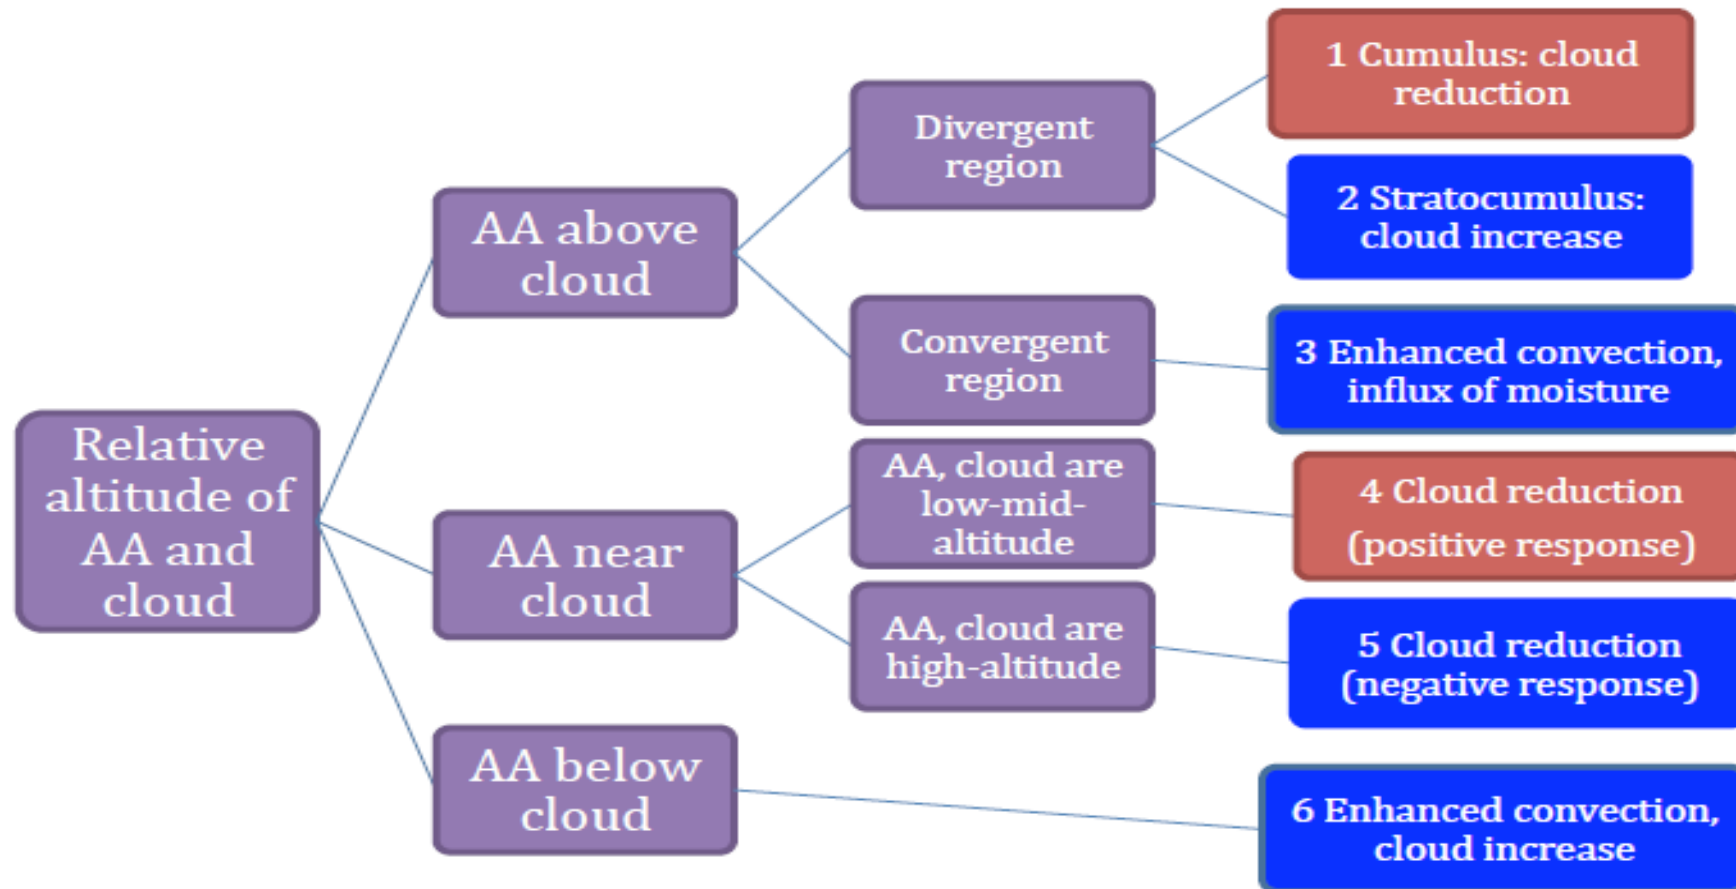 Relative
altitude of
AA and
cloud
AA above
cloud
AA near
cloud
AA below
cloud
Divergent
region
Convergent
region
AA, cloud are
low-mid-
altitude
AA, cloud are
high-altitude
1 Cumulus: cloud
reduction
2 Stratocumulus:
cloud increase
3 Enhanced convection,
influx of moisture
4 Cloud reduction
(positive response)
5 Cloud reduction
(negative response)
6 Enhanced convection,
cloud increase